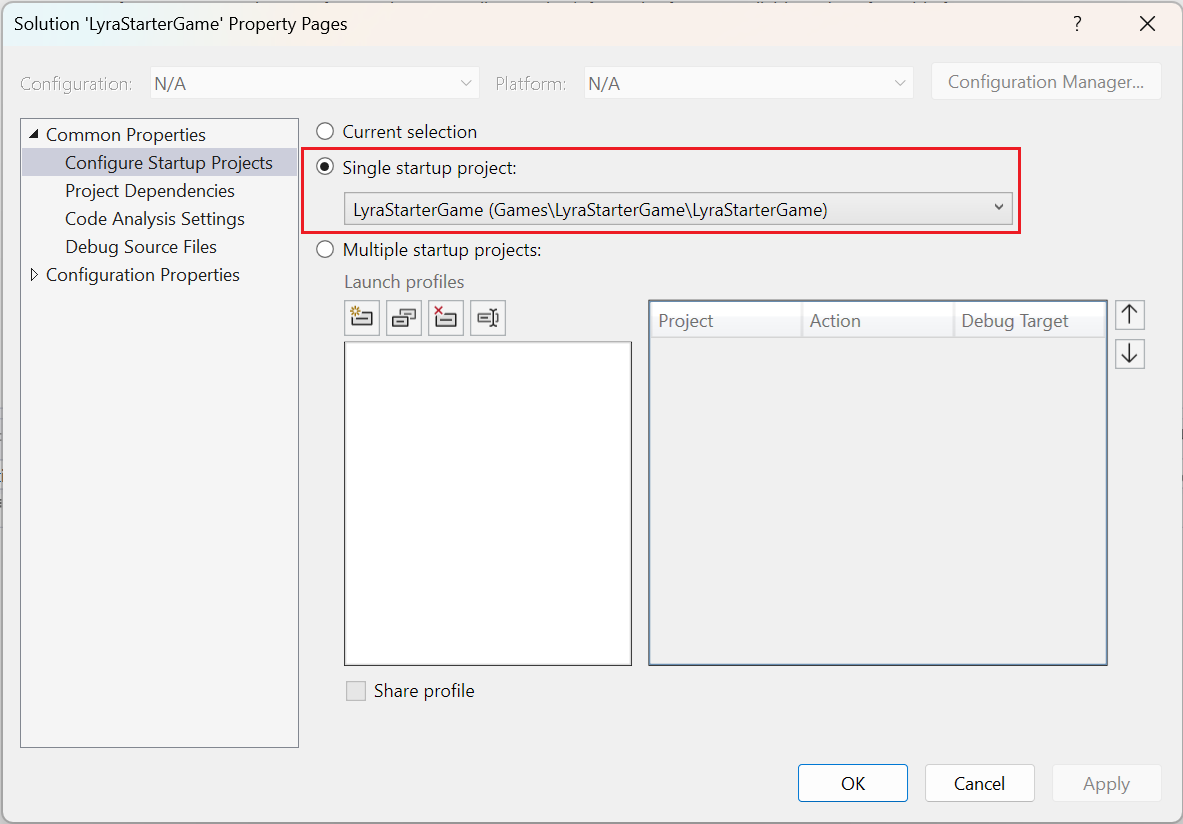 Solution 'LyraStarterGame' Property Pages
?
Configuration: N/A Platform: N/A Configuration Manager...
Common Properties
Configure Startup Projects
Project Dependencies
Code Analysis Settings
Debug Source Files
Configuration Properties
Current selection
Single startup project:
LyraStarterGame (Games\LyraStarterGame\LyraStarterGame)
Multiple startup projects:
Launch profiles
Project Action Debug Target
Share profile
OK Cancel Apply